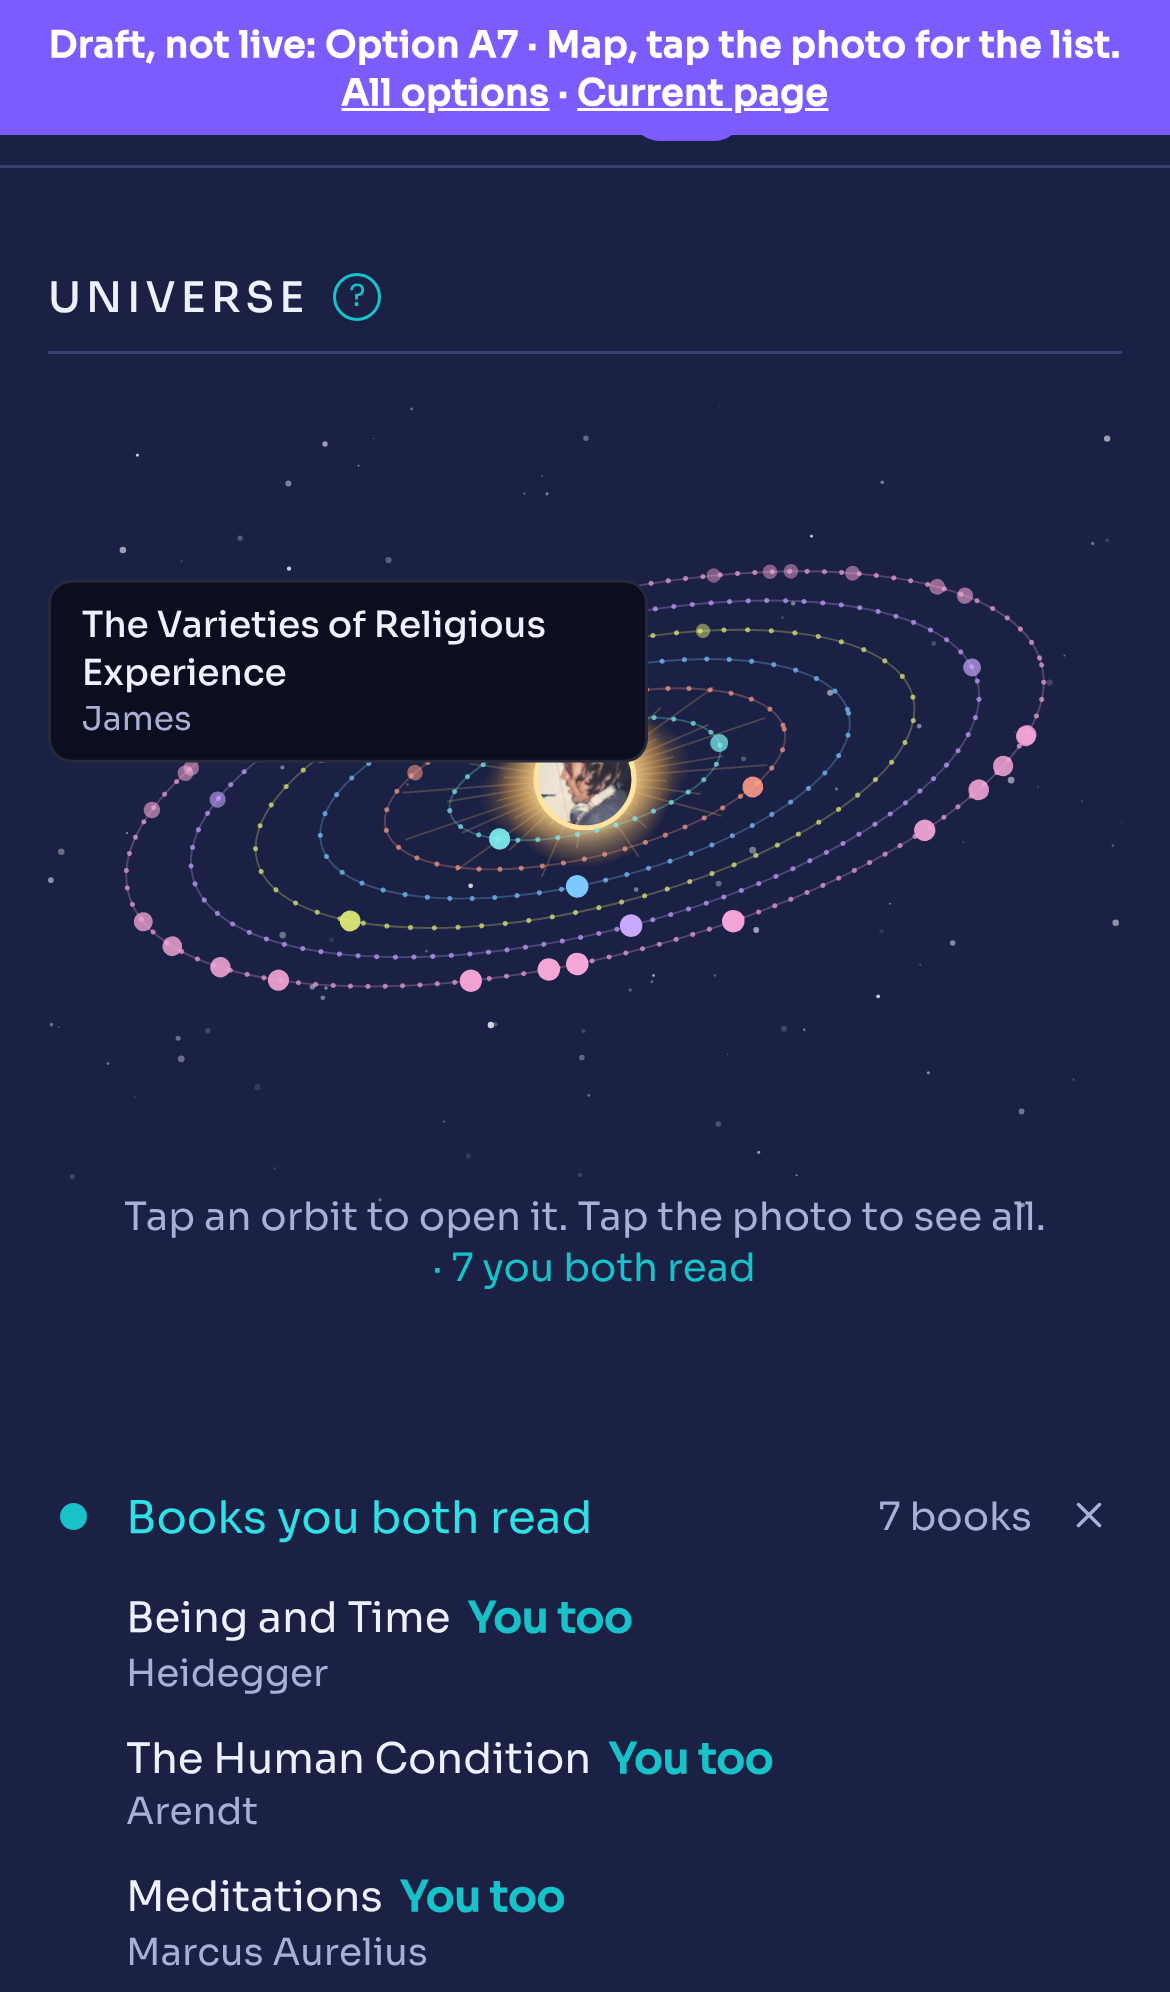 Draft, not live: Option A7 · Map, tap the photo for the list.
All options · Current page
UNIVERSE ?
The Varieties of Religious
Experience
James
Tap an orbit to open it. Tap the photo to see all.
· 7 you both read
Books you both read 7 books ×
Being and Time You too
Heidegger
The Human Condition You too
Arendt
Meditations You too
Marcus Aurelius